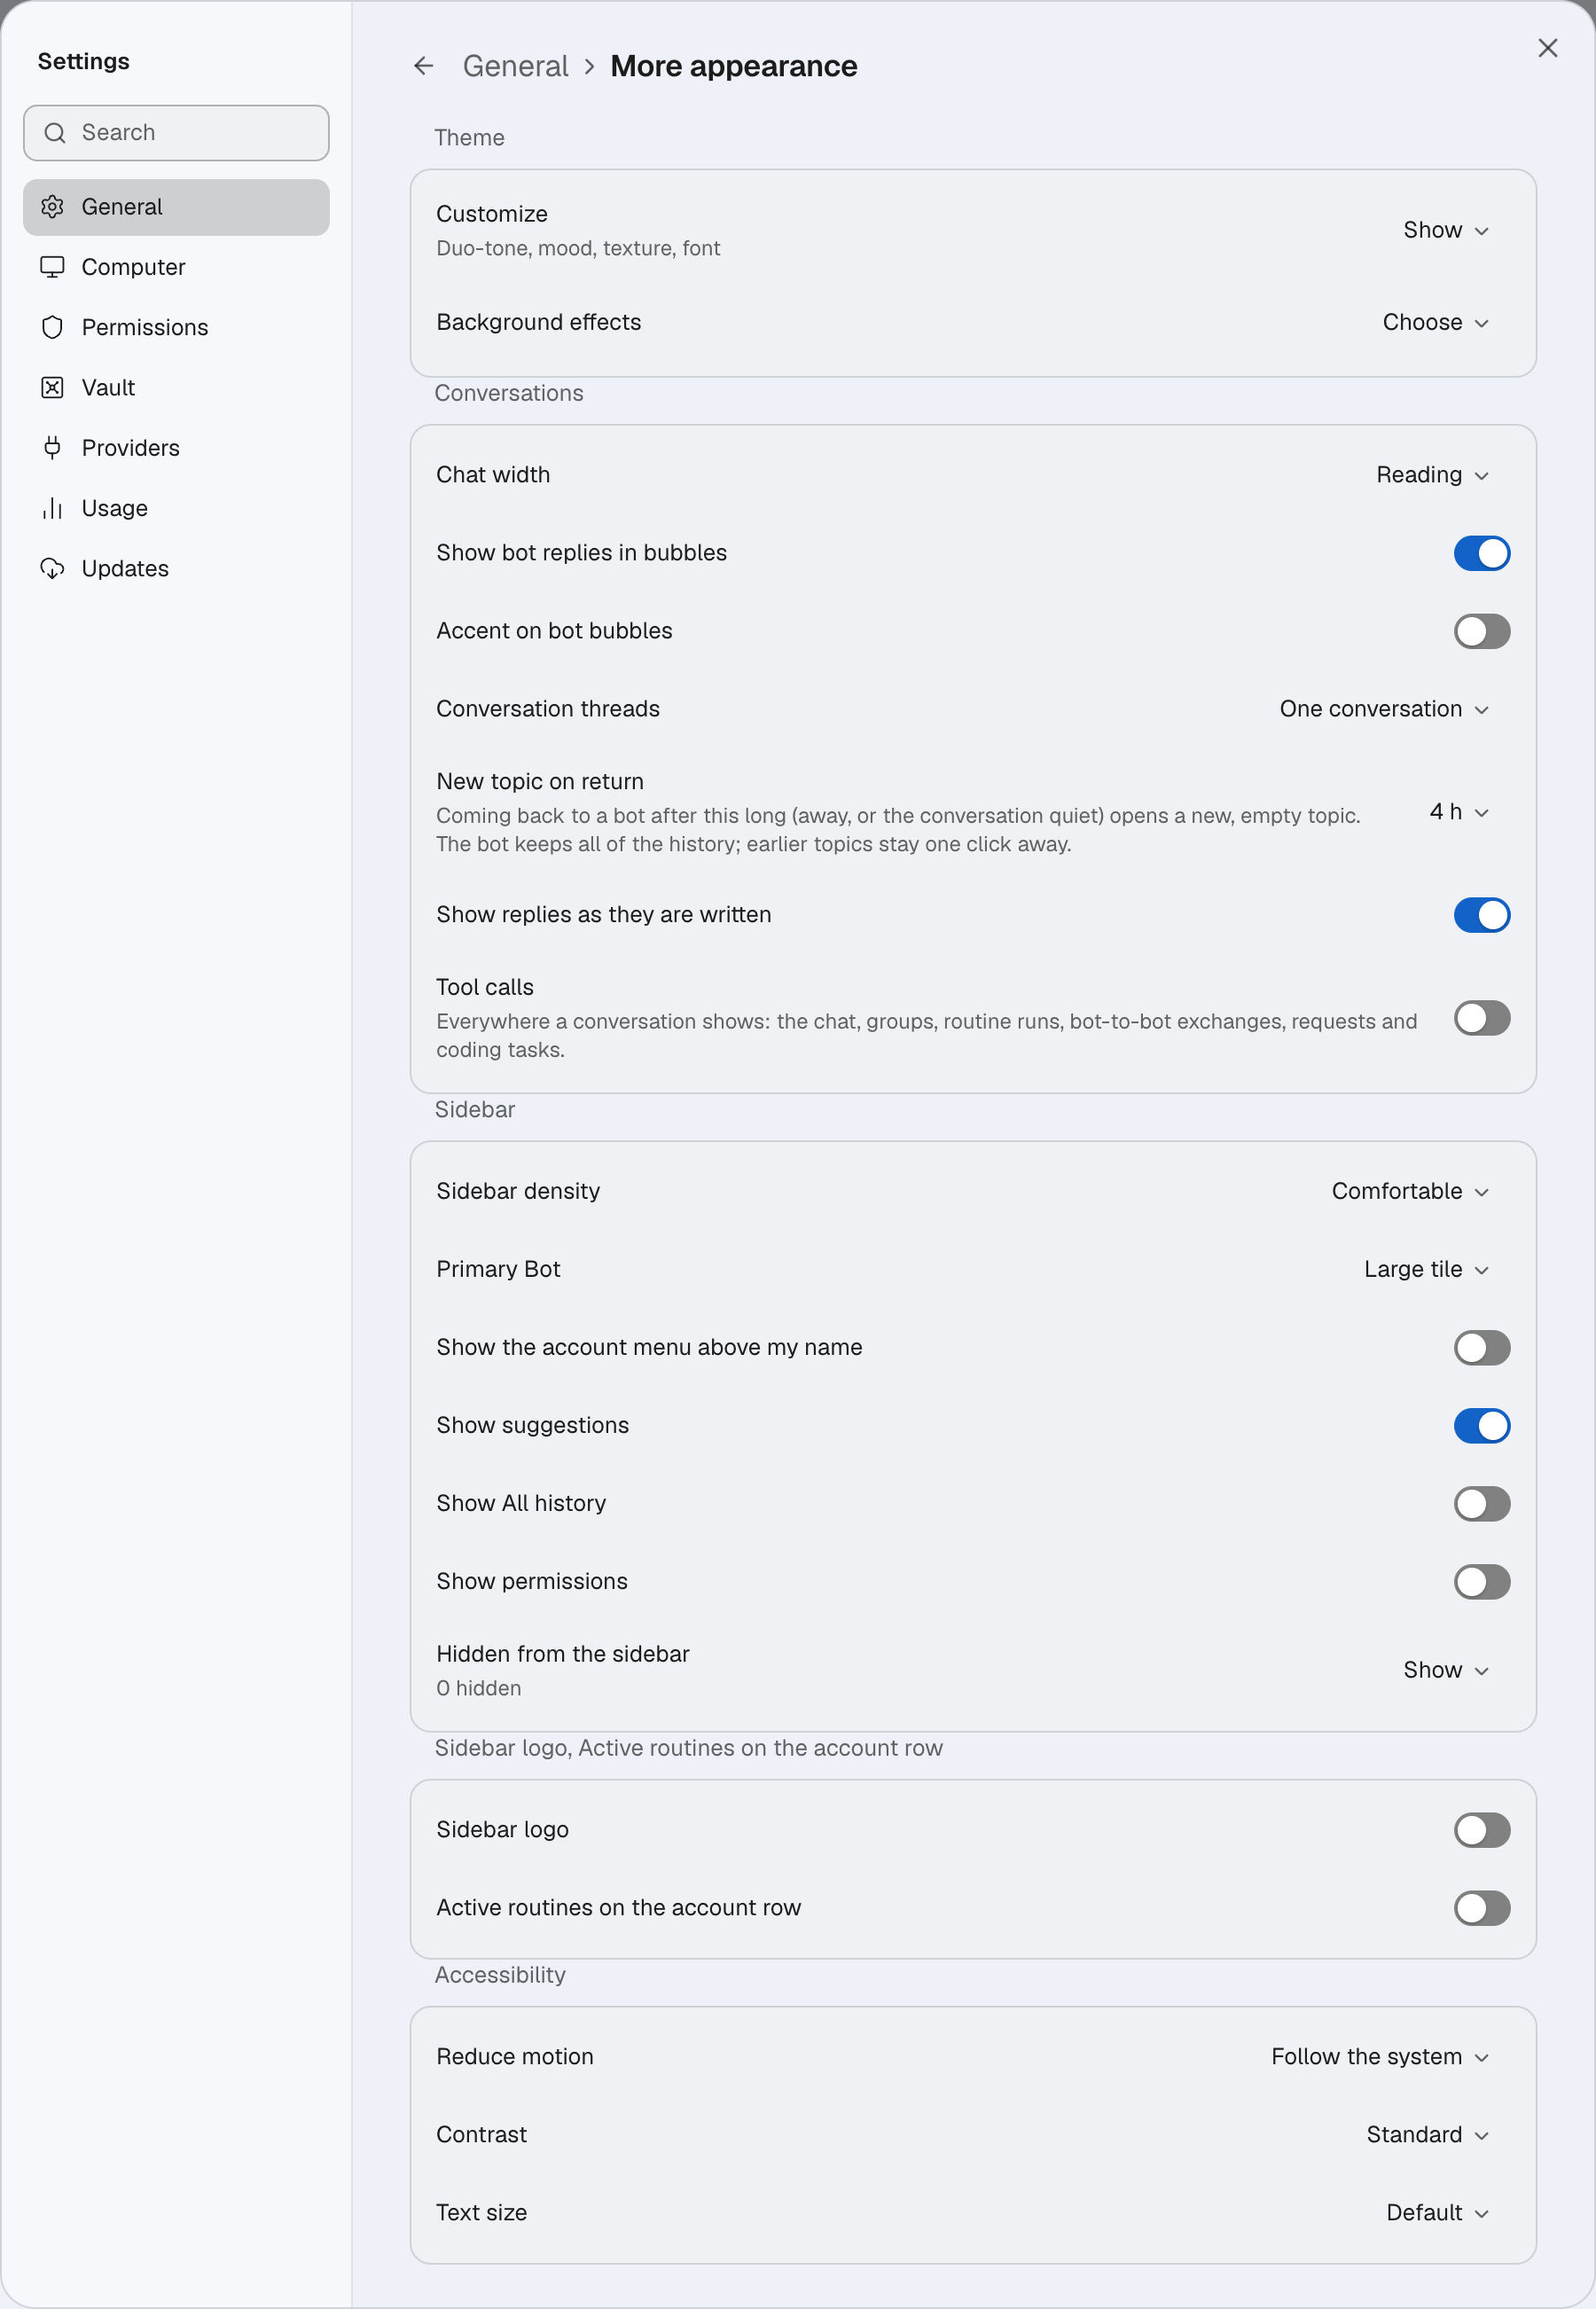 Settings
Search
General
Computer
Permissions
Vault
Providers
Usage
Updates
General > More appearance
Theme
Customize
Duo-tone, mood, texture, font
Show
Background effects
Choose
Conversations
Chat width
Reading
Show bot replies in bubbles
Accent on bot bubbles
Conversation threads
One conversation
New topic on return
Coming back to a bot after this long (away, or the conversation quiet) opens a new, empty topic.
The bot keeps all of the history; earlier topics stay one click away.
4 h
Show replies as they are written
Tool calls
Everywhere a conversation shows: the chat, groups, routine runs, bot-to-bot exchanges, requests and
coding tasks.
Sidebar
Sidebar density
Comfortable
Primary Bot
Large tile
Show the account menu above my name
Show suggestions
Show All history
Show permissions
Hidden from the sidebar
0 hidden
Show
Sidebar logo, Active routines on the account row
Sidebar logo
Active routines on the account row
Accessibility
Reduce motion
Follow the system
Contrast
Standard
Text size
Default